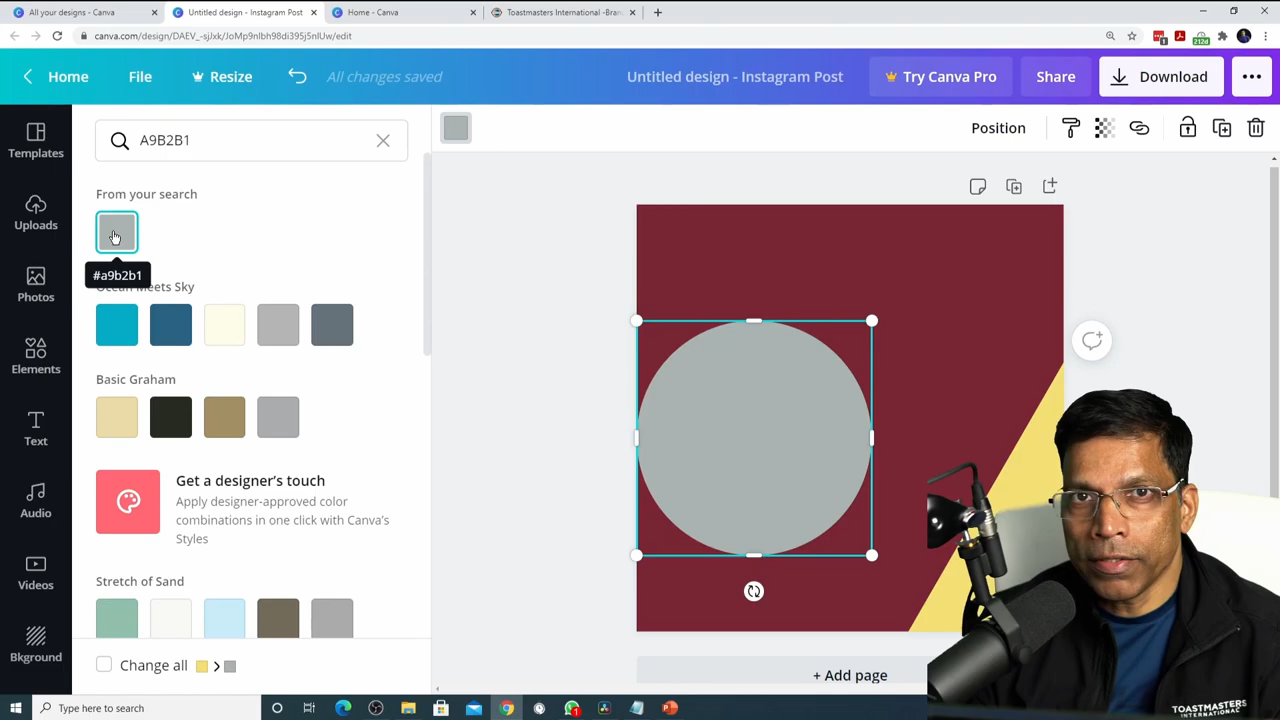 All your designs - Canva
Untitled design - Instagram Post
Home - Canva
Toastmasters International -Bran
canva.com/design/DAEV_-sjJxk/JoMp9nIbh98di395j5nIUw/edit
212d
Home
File
Resize
All changes saved
Untitled design - Instagram Post
Try Canva Pro
Share
Download
Templates
Uploads
Photos
Elements
Text
Audio
Videos
Bkground
A9B2B1
From your search
#a9b2b1
Ocean Meets Sky
Basic Graham
Get a designer's touch
Apply designer-approved color
combinations in one click with Canva's
Styles
Stretch of Sand
Change all
Position
+ Add page
TOASTMASTERS
INTERNATIONAL
Type here to search
1